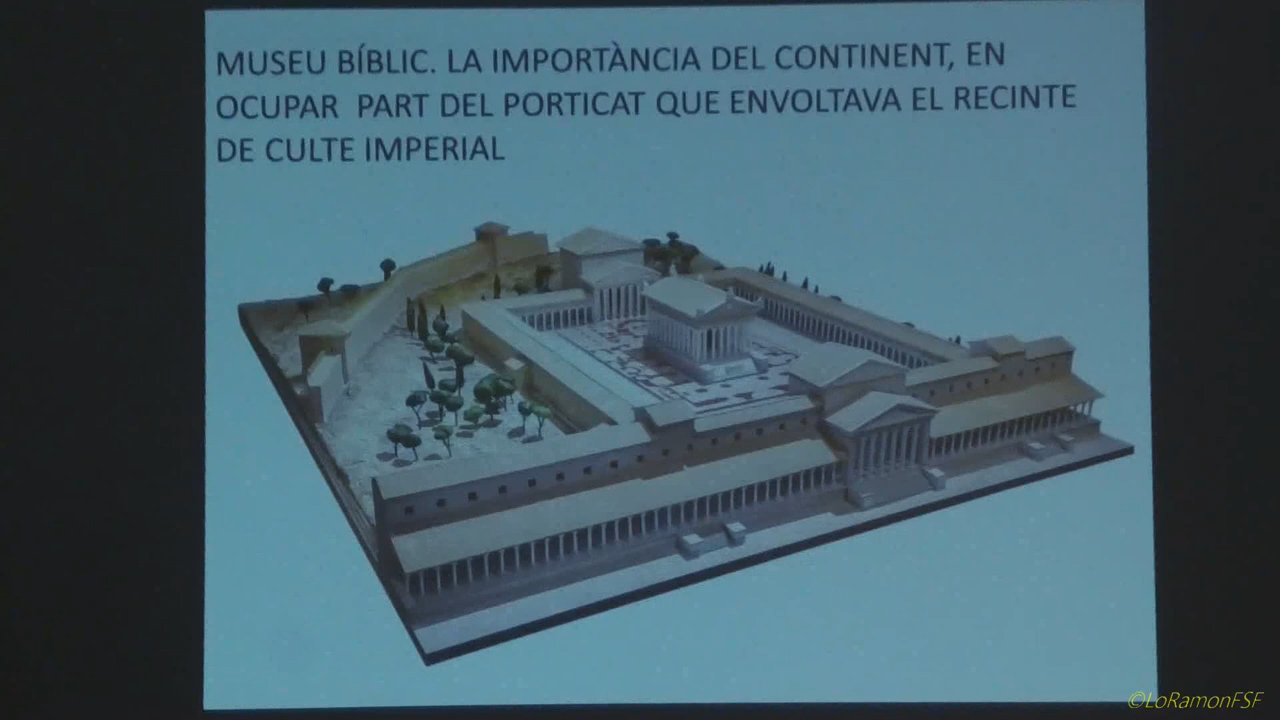 MUSEU BÍBLIC. LA IMPORTÀNCIA DEL CONTINENT, EN
OCUPAR PART DEL PORTICAT QUE ENVOLTAVA EL RECINTE
DE CULTE IMPERIAL
©LoRamonFSF